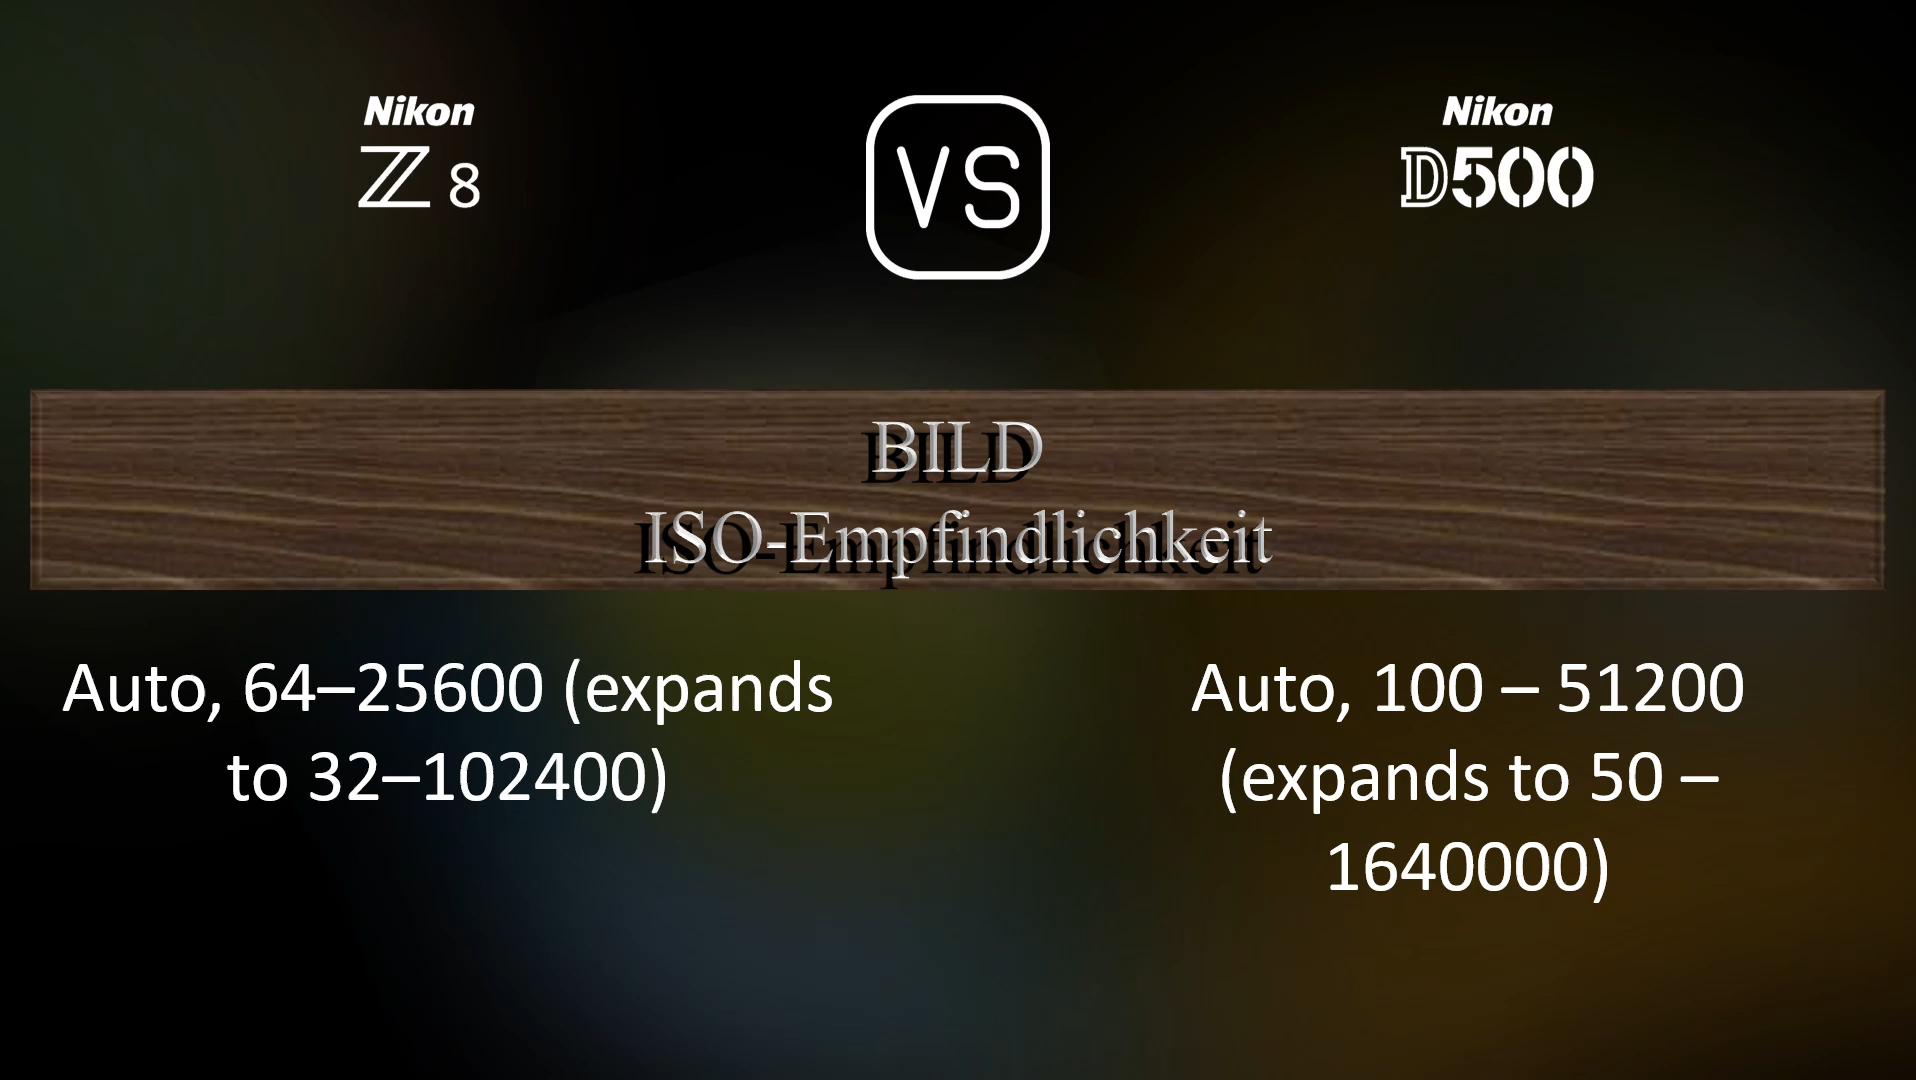 Nikon
Z 8
VS
Nikon
D500
BILD
ISO-Empfindlichkeit
Auto, 64–25600 (expands
to 32–102400)
Auto, 100 – 51200
(expands to 50 –
1640000)